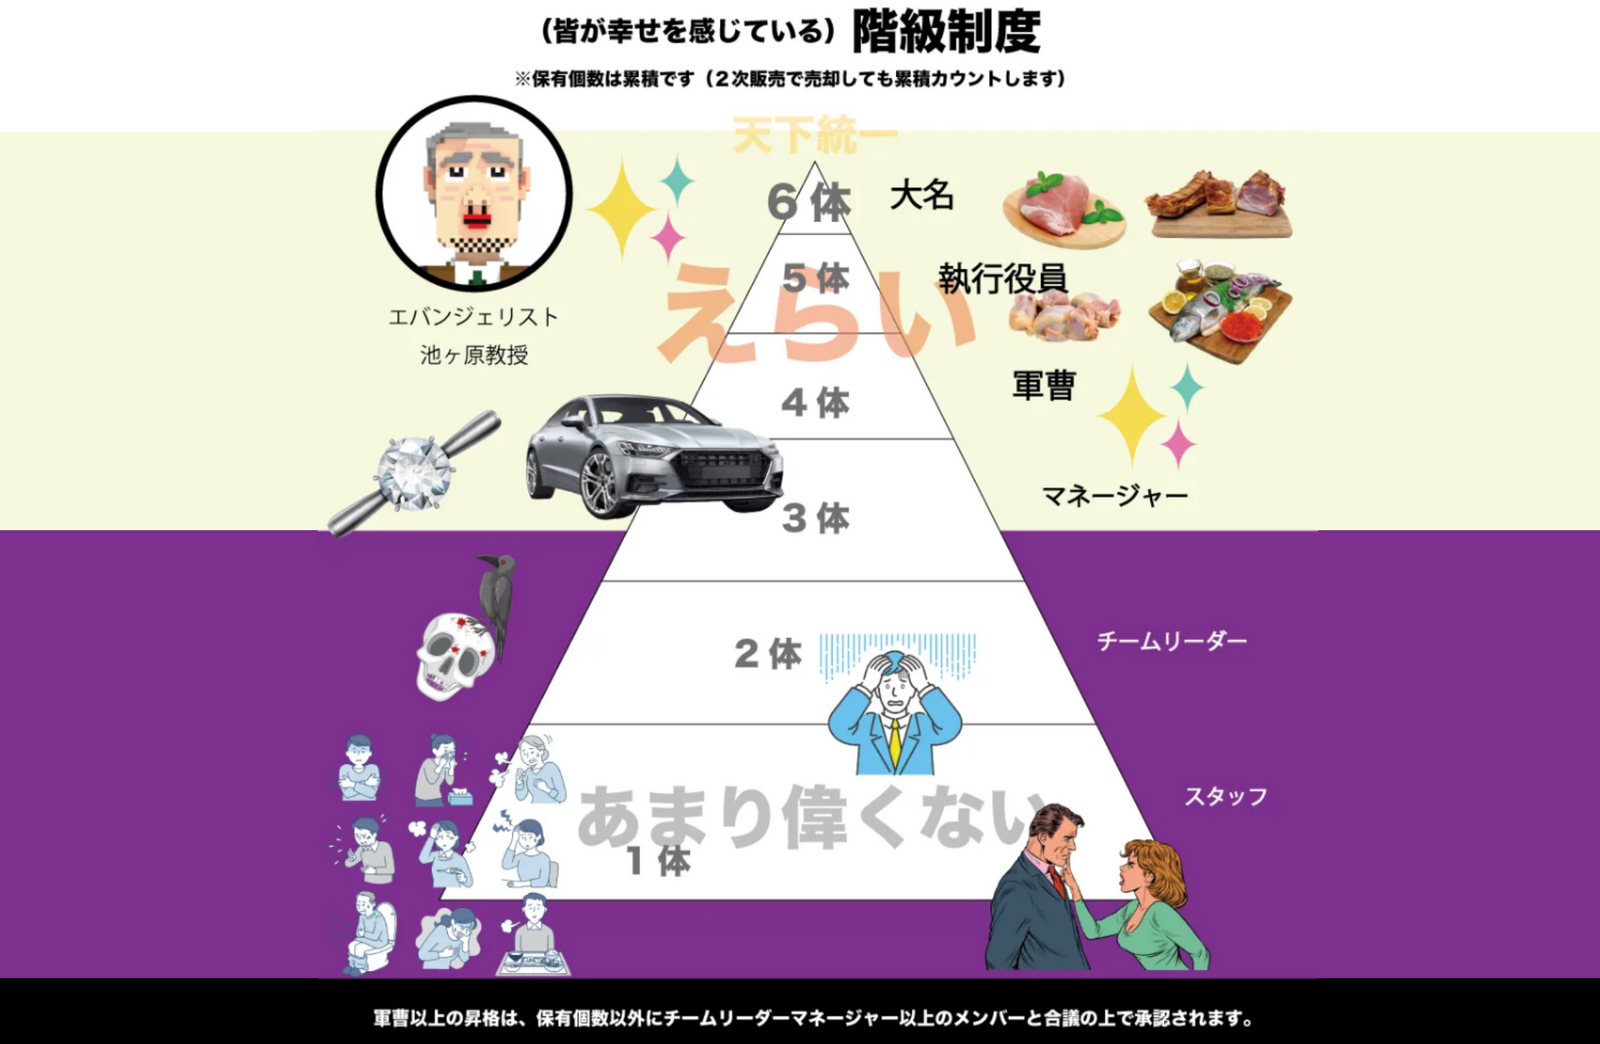 （皆が幸せを感じている）階級制度
※保有個数は累積です（２次販売で売却しても累積カウントします）
天下統一
６体
大名
えらい
５体
執行役員
エバンジェリスト
池ヶ原教授
４体
軍曹
３体
マネージャー
２体
チームリーダー
あまり偉くない
１体
スタッフ
軍曹以上の昇格は、保有個数以外にチームリーダーマネージャー以上のメンバーと合議の上で承認されます。